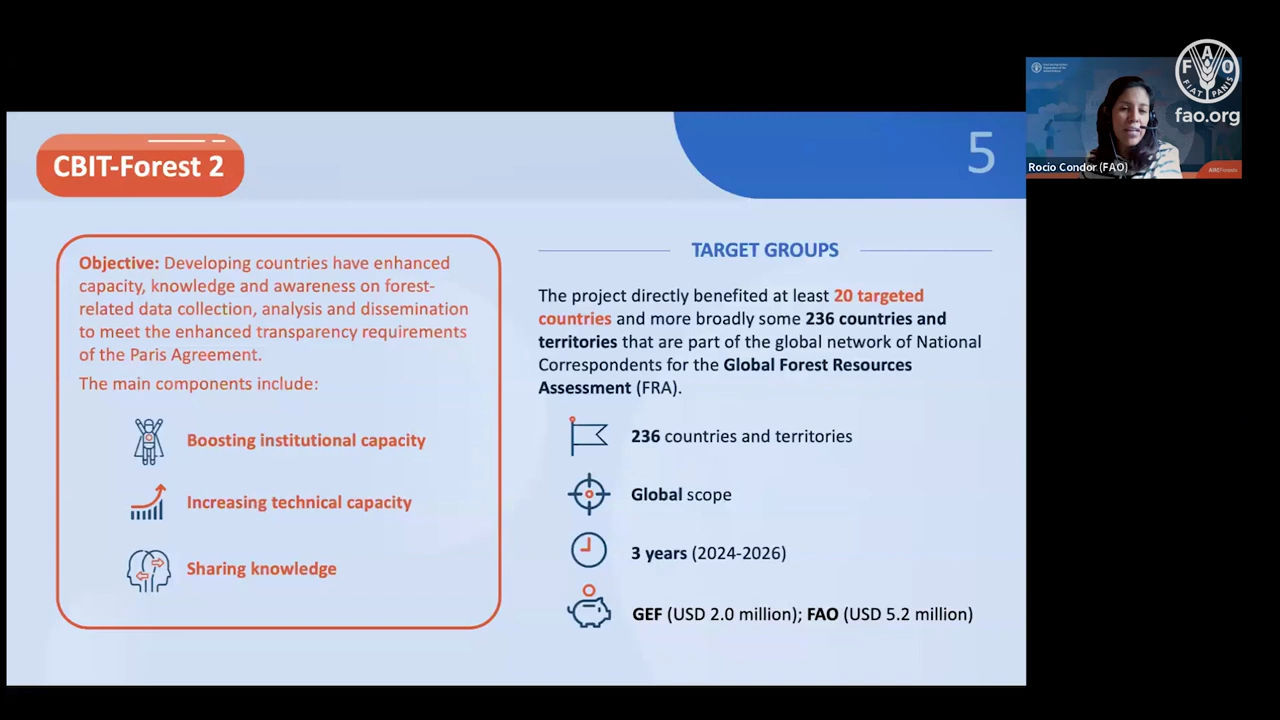 CBIT-Forest 2
5
Objective: Developing countries have enhanced
capacity, knowledge and awareness on forest-
related data collection, analysis and dissemination
to meet the enhanced transparency requirements
of the Paris Agreement.
The main components include:
Boosting institutional capacity
Increasing technical capacity
Sharing knowledge
TARGET GROUPS
The project directly benefited at least 20 targeted
countries and more broadly some 236 countries and
territories that are part of the global network of National
Correspondents for the Global Forest Resources
Assessment (FRA).
236 countries and territories
Global scope
3 years (2024-2026)
GEF (USD 2.0 million); FAO (USD 5.2 million)
FAO
FIAT PANIS
fao.org
Rocio Condor (FAO)